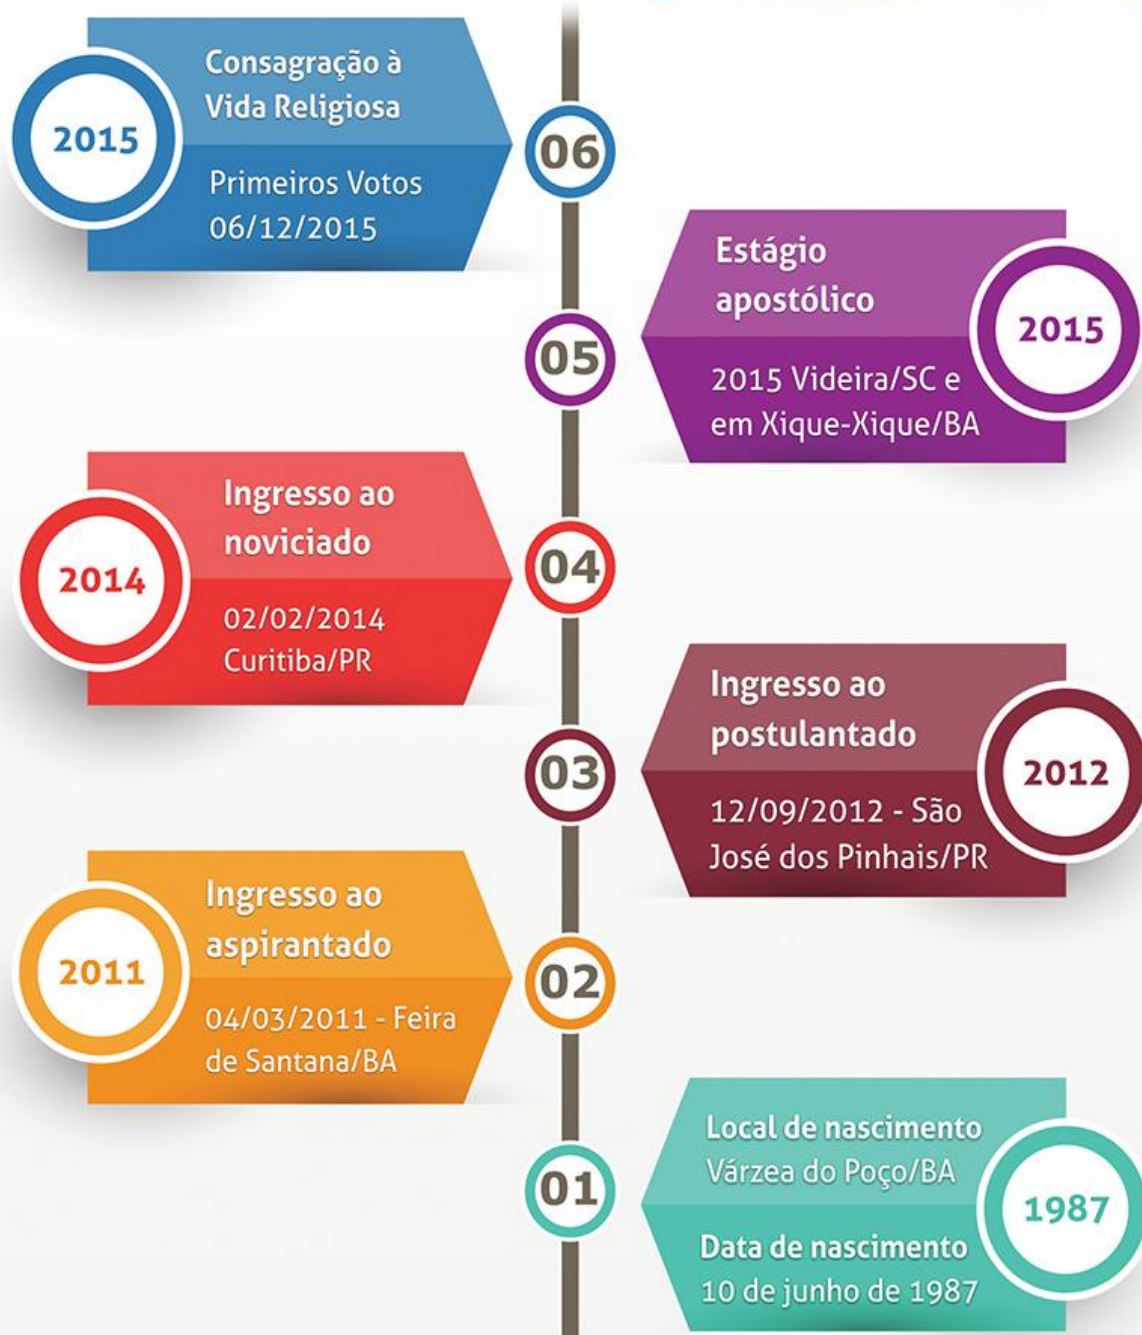 2015
Consagração à
Vida Religiosa
Primeiros Votos
06/12/2015
06
Estágio
apostólico
2015 Videira/SC e
em Xique-Xique/BA
2015
05
Ingresso ao
noviciado
02/02/2014
Curitiba/PR
2014
04
Ingresso ao
postulantado
12/09/2012 - São
José dos Pinhais/PR
2012
03
Ingresso ao
aspirantado
04/03/2011 - Feira
de Santana/BA
2011
02
Local de nascimento
Várzea do Poço/BA
Data de nascimento
10 de junho de 1987
1987
01